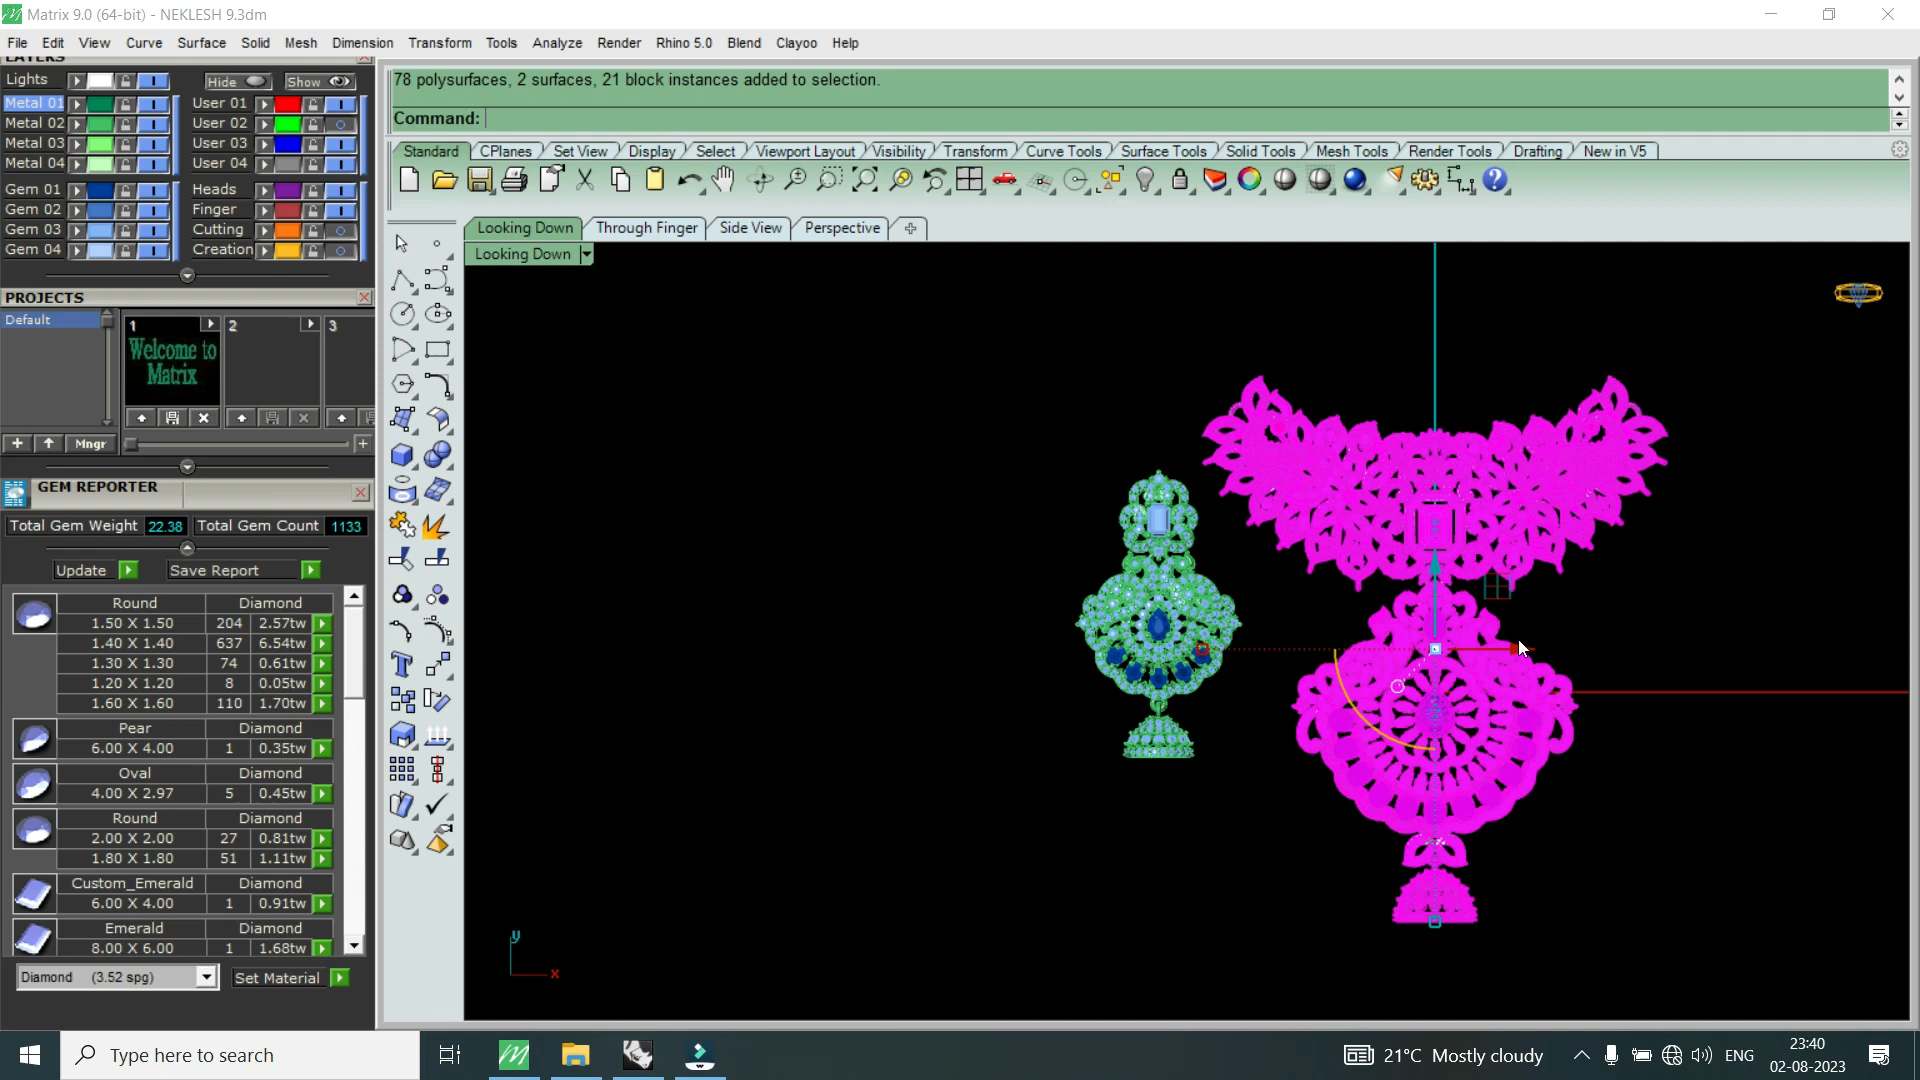 Matrix 9.0 (64-bit) - NEKLESH 9.3dm
File Edit View Curve Surface Solid Mesh Dimension Transform Tools Analyze Render Rhino 5.0 Blend Clayoo Help
LAYERS
Lights Hide Show
Metal 01 User 01
Metal 02 User 02
Metal 03 User 03
Metal 04 User 04
Gem 01 Heads
Gem 02 Finger
Gem 03 Cutting
Gem 04 Creation
PROJECTS
Default
1 2 3
Welcome to
Matrix
Mngr
GEM REPORTER
Total Gem Weight 22.38 Total Gem Count 1133
Update Save Report
Round Diamond
1.50 X 1.50 204 2.57tw
1.40 X 1.40 637 6.54tw
1.30 X 1.30 74 0.61tw
1.20 X 1.20 8 0.05tw
1.60 X 1.60 110 1.70tw
Pear Diamond
6.00 X 4.00 1 0.35tw
Oval Diamond
4.00 X 2.97 5 0.45tw
Round Diamond
2.00 X 2.00 27 0.81tw
1.80 X 1.80 51 1.11tw
Custom_Emerald Diamond
6.00 X 4.00 1 0.91tw
Emerald Diamond
8.00 X 6.00 1 1.68tw
Diamond (3.52 spg) Set Material
78 polysurfaces, 2 surfaces, 21 block instances added to selection.
Command:
Standard CPlanes Set View Display Select Viewport Layout Visibility Transform Curve Tools Surface Tools Solid Tools Mesh Tools Render Tools Drafting New in V5
Looking Down Through Finger Side View Perspective
Looking Down
y
x
Type here to search
21°C Mostly cloudy
ENG
23:40
02-08-2023